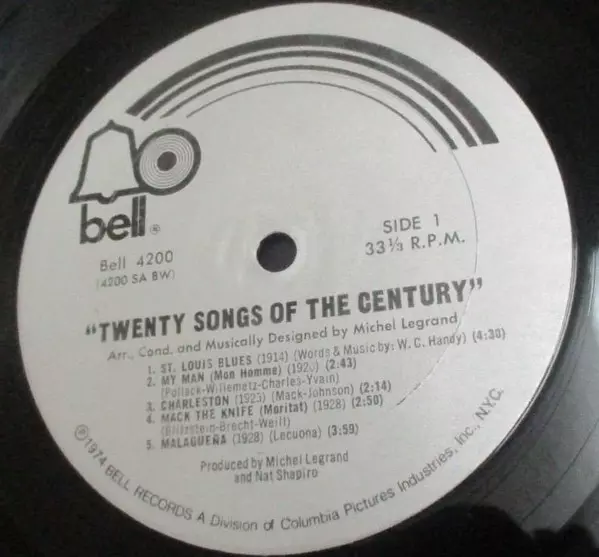 bell®
Bell 4200
(4200 SA BW)
SIDE 1
33⅓ R.P.M.
"TWENTY SONGS OF THE CENTURY"
Arr., Cond. and Musically Designed by Michel Legrand
1. ST. LOUIS BLUES (1914) (Words & Music by: W. C. Handy) (4:30)
2. MY MAN (Mon Homme) (1920) (2:43)
(Pollack-Willemetz-Charles-Yvain)
3. CHARLESTON (1923) (Mack-Johnson) (2:14)
4. MACK THE KNIFE (Moritat) (1928) (2:50)
(Blitzstein-Brecht-Weill)
5. MALAGUEÑA (1928) (Lecuona) (3:59)
Produced by Michel Legrand
and Nat Shapiro
℗1974 BELL RECORDS A Division of Columbia Pictures Industries, Inc., N.Y.C.